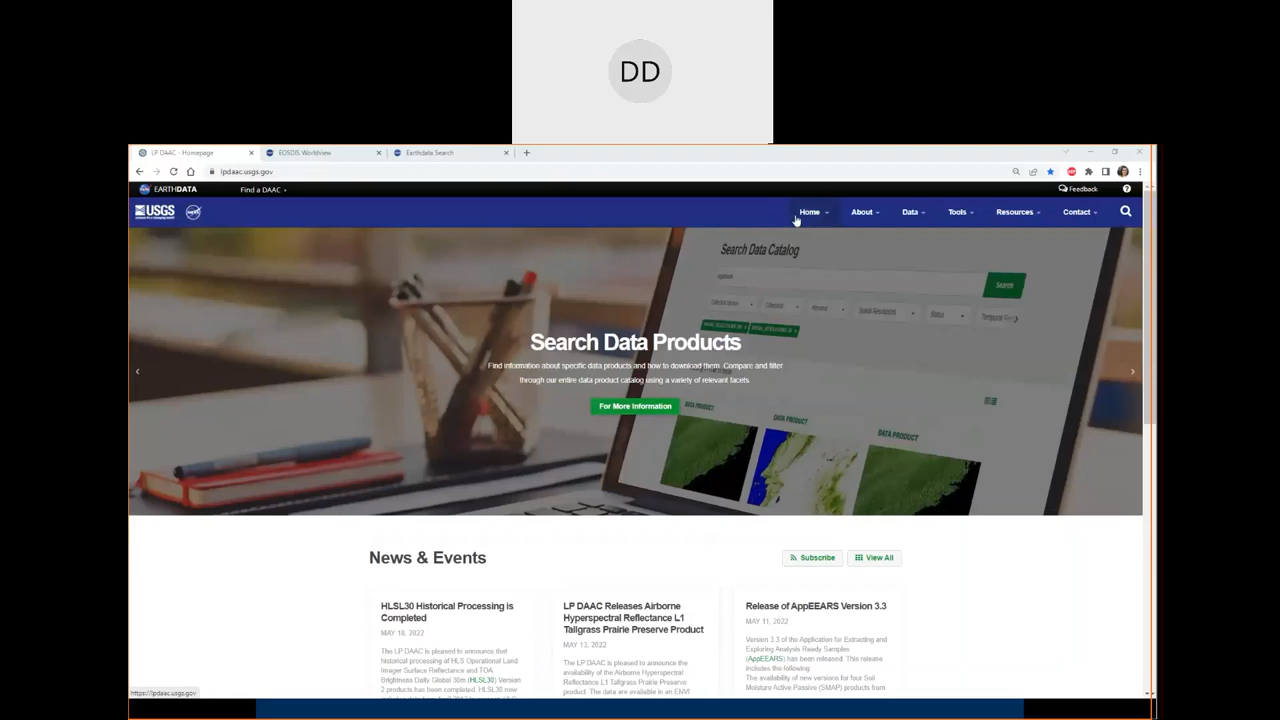 DD
LP DAAC - Homepage
EOSDIS Worldview
Earthdata Search
lpdaac.usgs.gov
EARTHDATA
Find a DAAC
Feedback
USGS
Home
About
Data
Tools
Resources
Contact
Search Data Catalog
Search
Search Data Products
Find information about specific data products and how to download them. Compare and filter
through our entire data product catalog using a variety of relevant facets.
For More Information
DATA PRODUCT
DATA PRODUCT
DATA PRODUCT
News & Events
Subscribe
View All
HLSL30 Historical Processing is
Completed
MAY 18, 2022
The LP DAAC is pleased to announce that
historical processing of HLS Operational Land
Imager Surface Reflectance and TOA
Brightness Daily Global 30m (HLSL30) Version
2 products has been completed. HLSL30 now
LP DAAC Releases Airborne
Hyperspectral Reflectance L1
Tallgrass Prairie Preserve Product
MAY 13, 2022
The LP DAAC is pleased to announce the
availability of the Airborne Hyperspectral
Reflectance L1 Tallgrass Prairie Preserve
product. The data are available in an ENVI
Release of AppEEARS Version 3.3
MAY 11, 2022
Version 3.3 of the Application for Extracting and
Exploring Analysis Ready Samples
(AppEEARS) has been released. This release
includes the following:
The availability of new versions for four Soil
Moisture Active Passive (SMAP) products from
https://lpdaac.usgs.gov